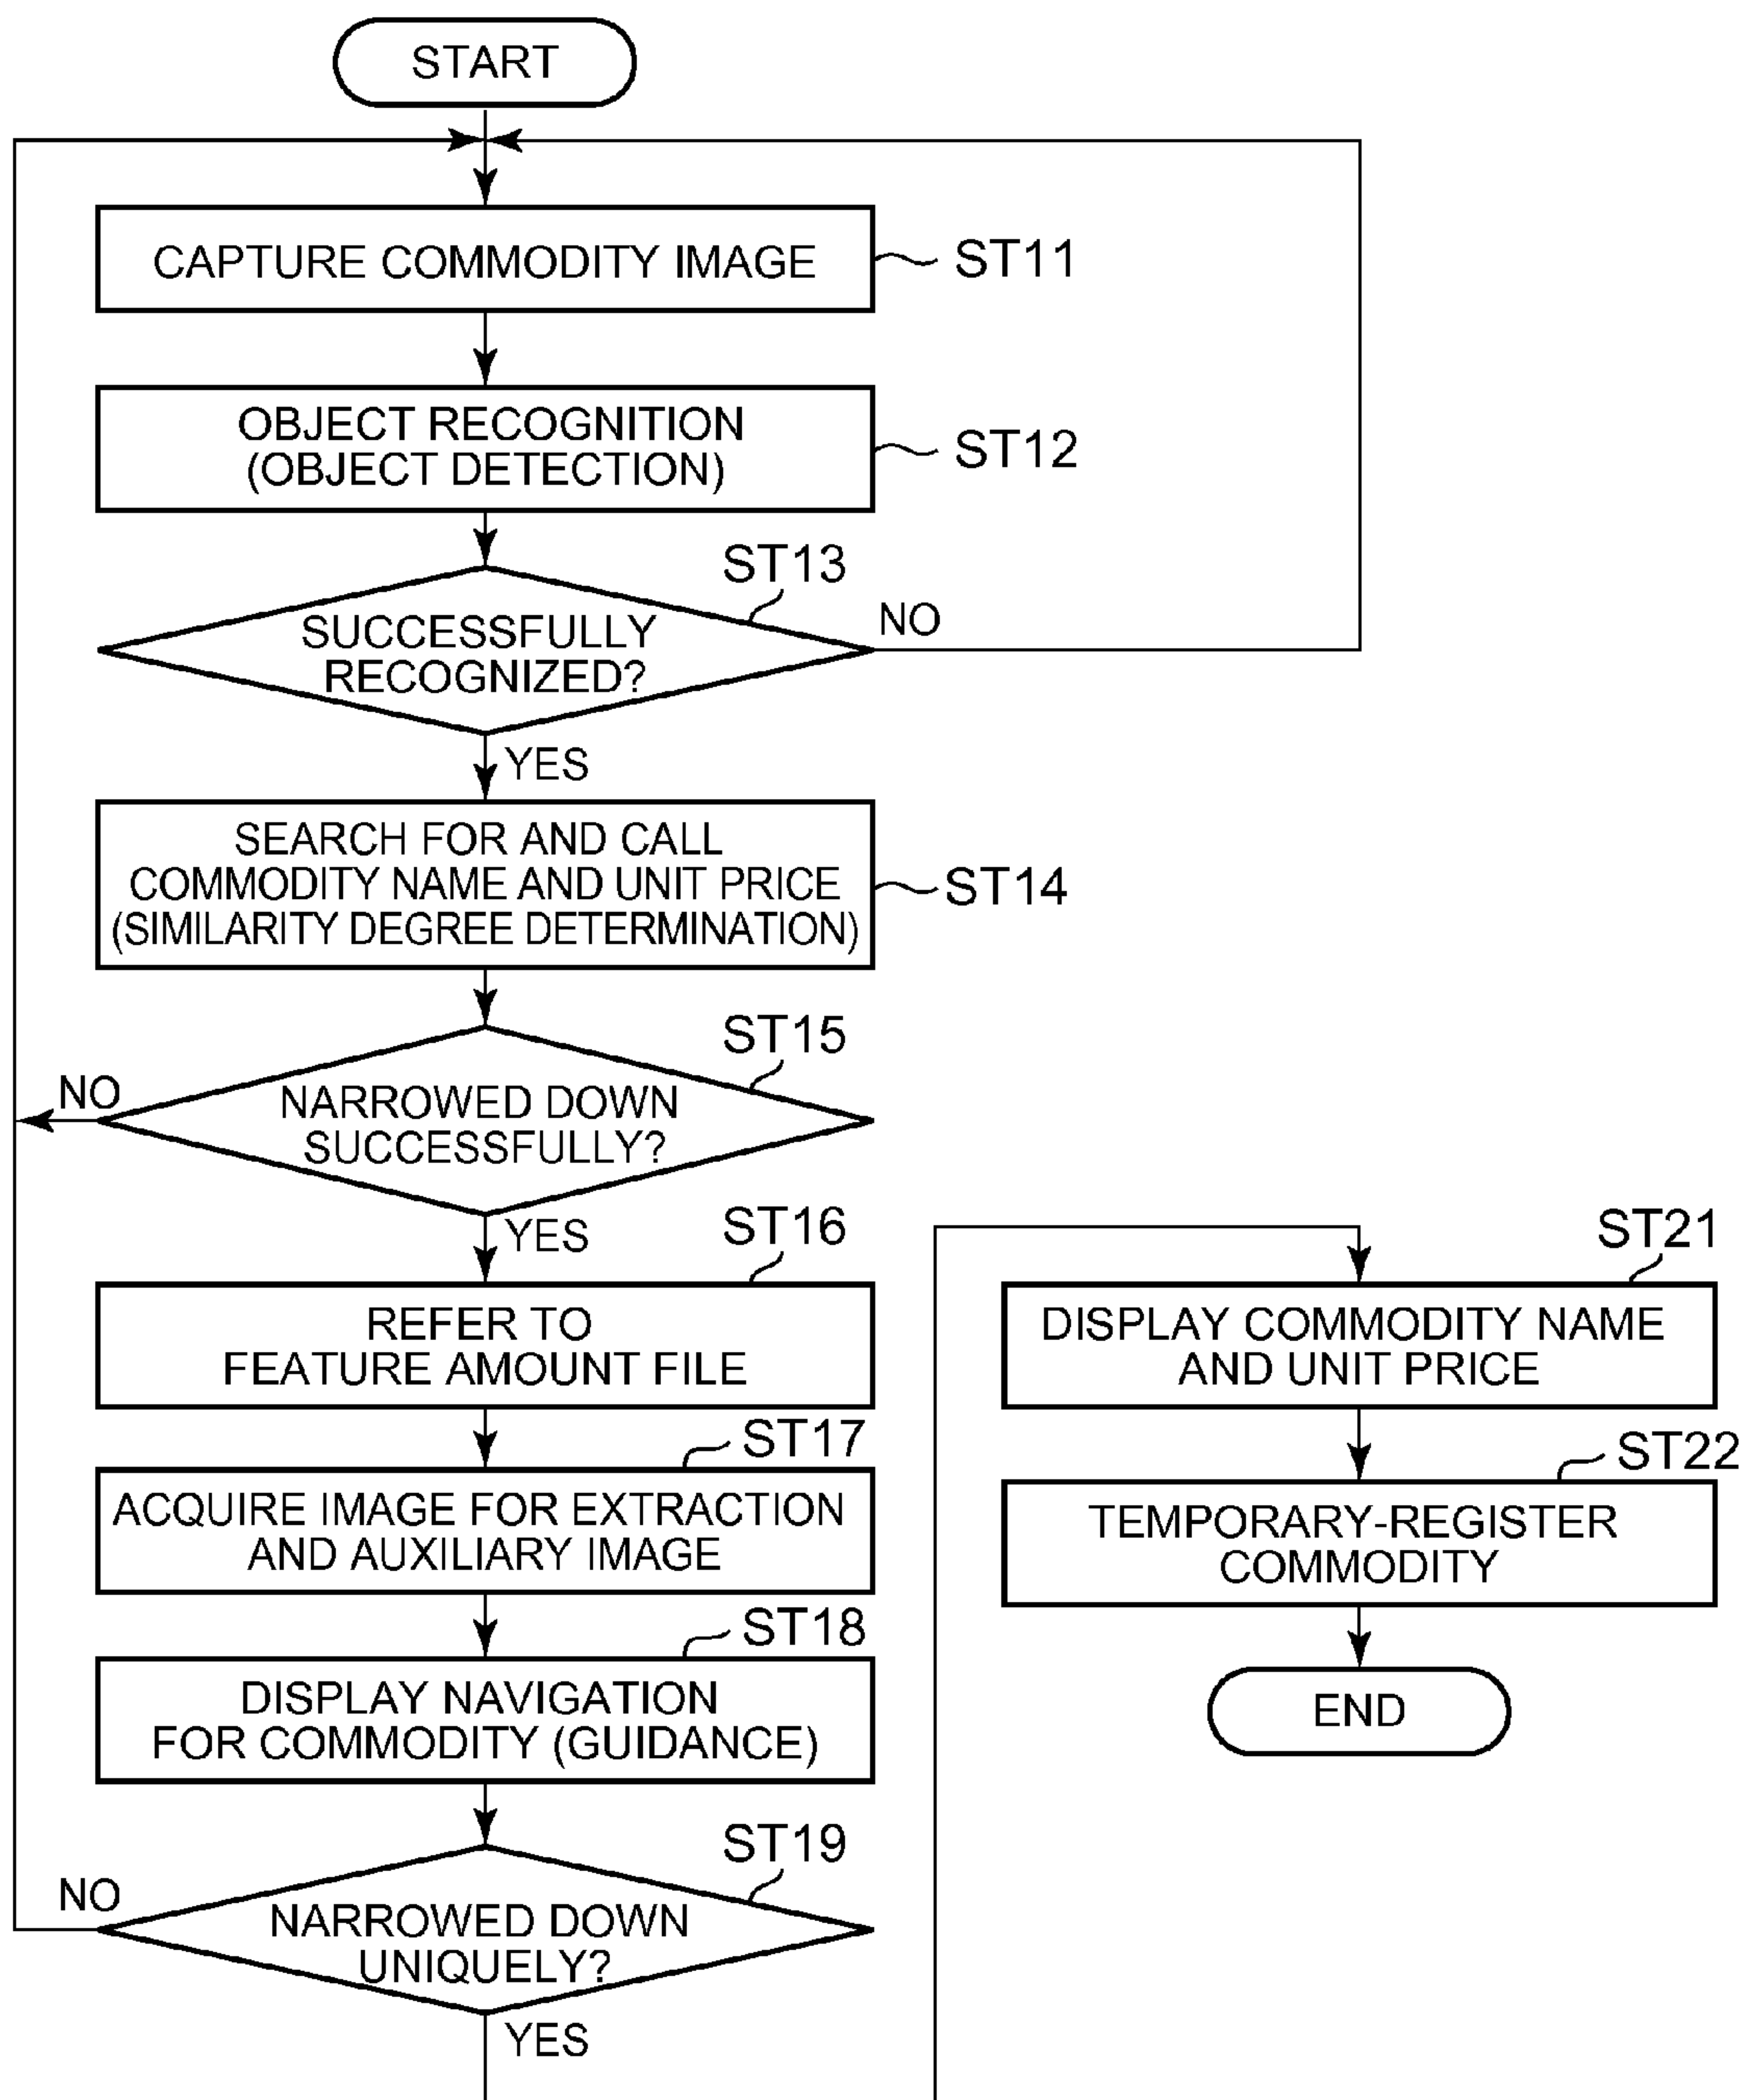 START
CAPTURE COMMODITY IMAGE
ST11
OBJECT RECOGNITION
(OBJECT DETECTION)
ST12
ST13
SUCCESSFULLY
RECOGNIZED?
NO
YES
SEARCH FOR AND CALL
COMMODITY NAME AND UNIT PRICE
(SIMILARITY DEGREE DETERMINATION)
ST14
ST15
NO
NARROWED DOWN
SUCCESSFULLY?
YES
ST16
REFER TO
FEATURE AMOUNT FILE
ST17
ACQUIRE IMAGE FOR EXTRACTION
AND AUXILIARY IMAGE
ST18
DISPLAY NAVIGATION
FOR COMMODITY (GUIDANCE)
ST19
NO
NARROWED DOWN
UNIQUELY?
YES
ST21
DISPLAY COMMODITY NAME
AND UNIT PRICE
ST22
TEMPORARY-REGISTER
COMMODITY
END